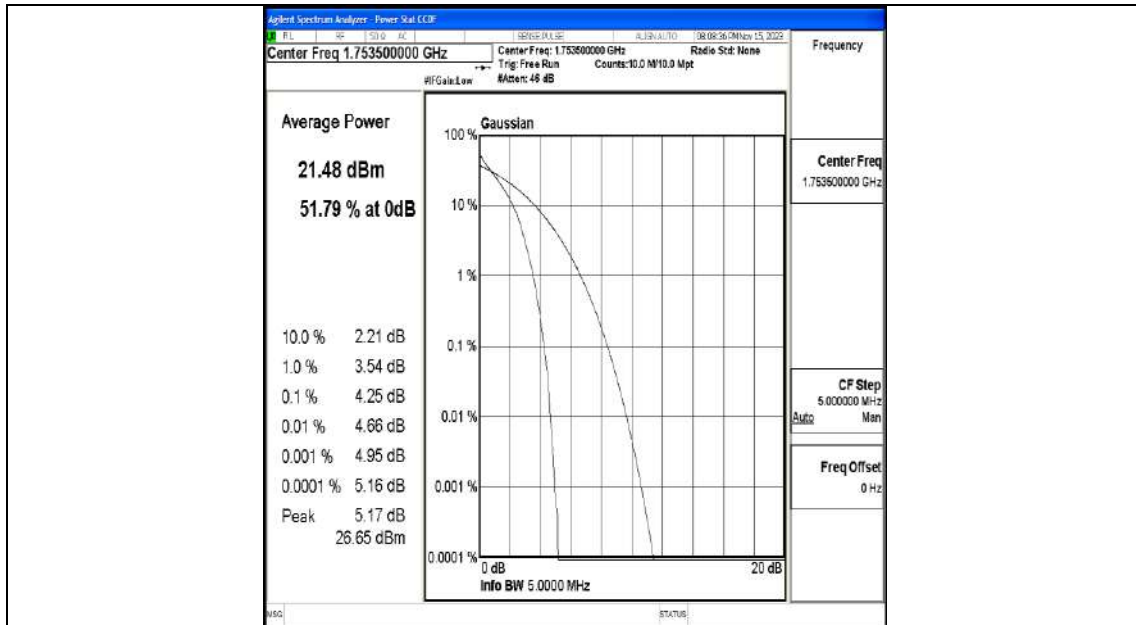 Agilent Spectrum Analyzer - Power Stat CCDF
RL RF 50 Ω AC SENSE:PULSE ALIGN AUTO 08:08:36 PM Nov 15, 2023
Center Freq 1.753500000 GHz
Center Freq: 1.753500000 GHz Radio Std: None
Trig: Free Run Counts:10.0 M/10.0 Mpt
#IFGain:Low #Atten: 46 dB
Frequency
Average Power
21.48 dBm
51.79 % at 0dB
10.0 % 2.21 dB
1.0 % 3.54 dB
0.1 % 4.25 dB
0.01 % 4.66 dB
0.001 % 4.95 dB
0.0001 % 5.16 dB
Peak 5.17 dB
26.65 dBm
Gaussian
100 %
10 %
1 %
0.1 %
0.01 %
0.001 %
0.0001 %
0 dB 20 dB
Info BW 5.0000 MHz
Center Freq
1.753500000 GHz
CF Step
5.000000 MHz
Auto Man
Freq Offset
0 Hz
MSG STATUS